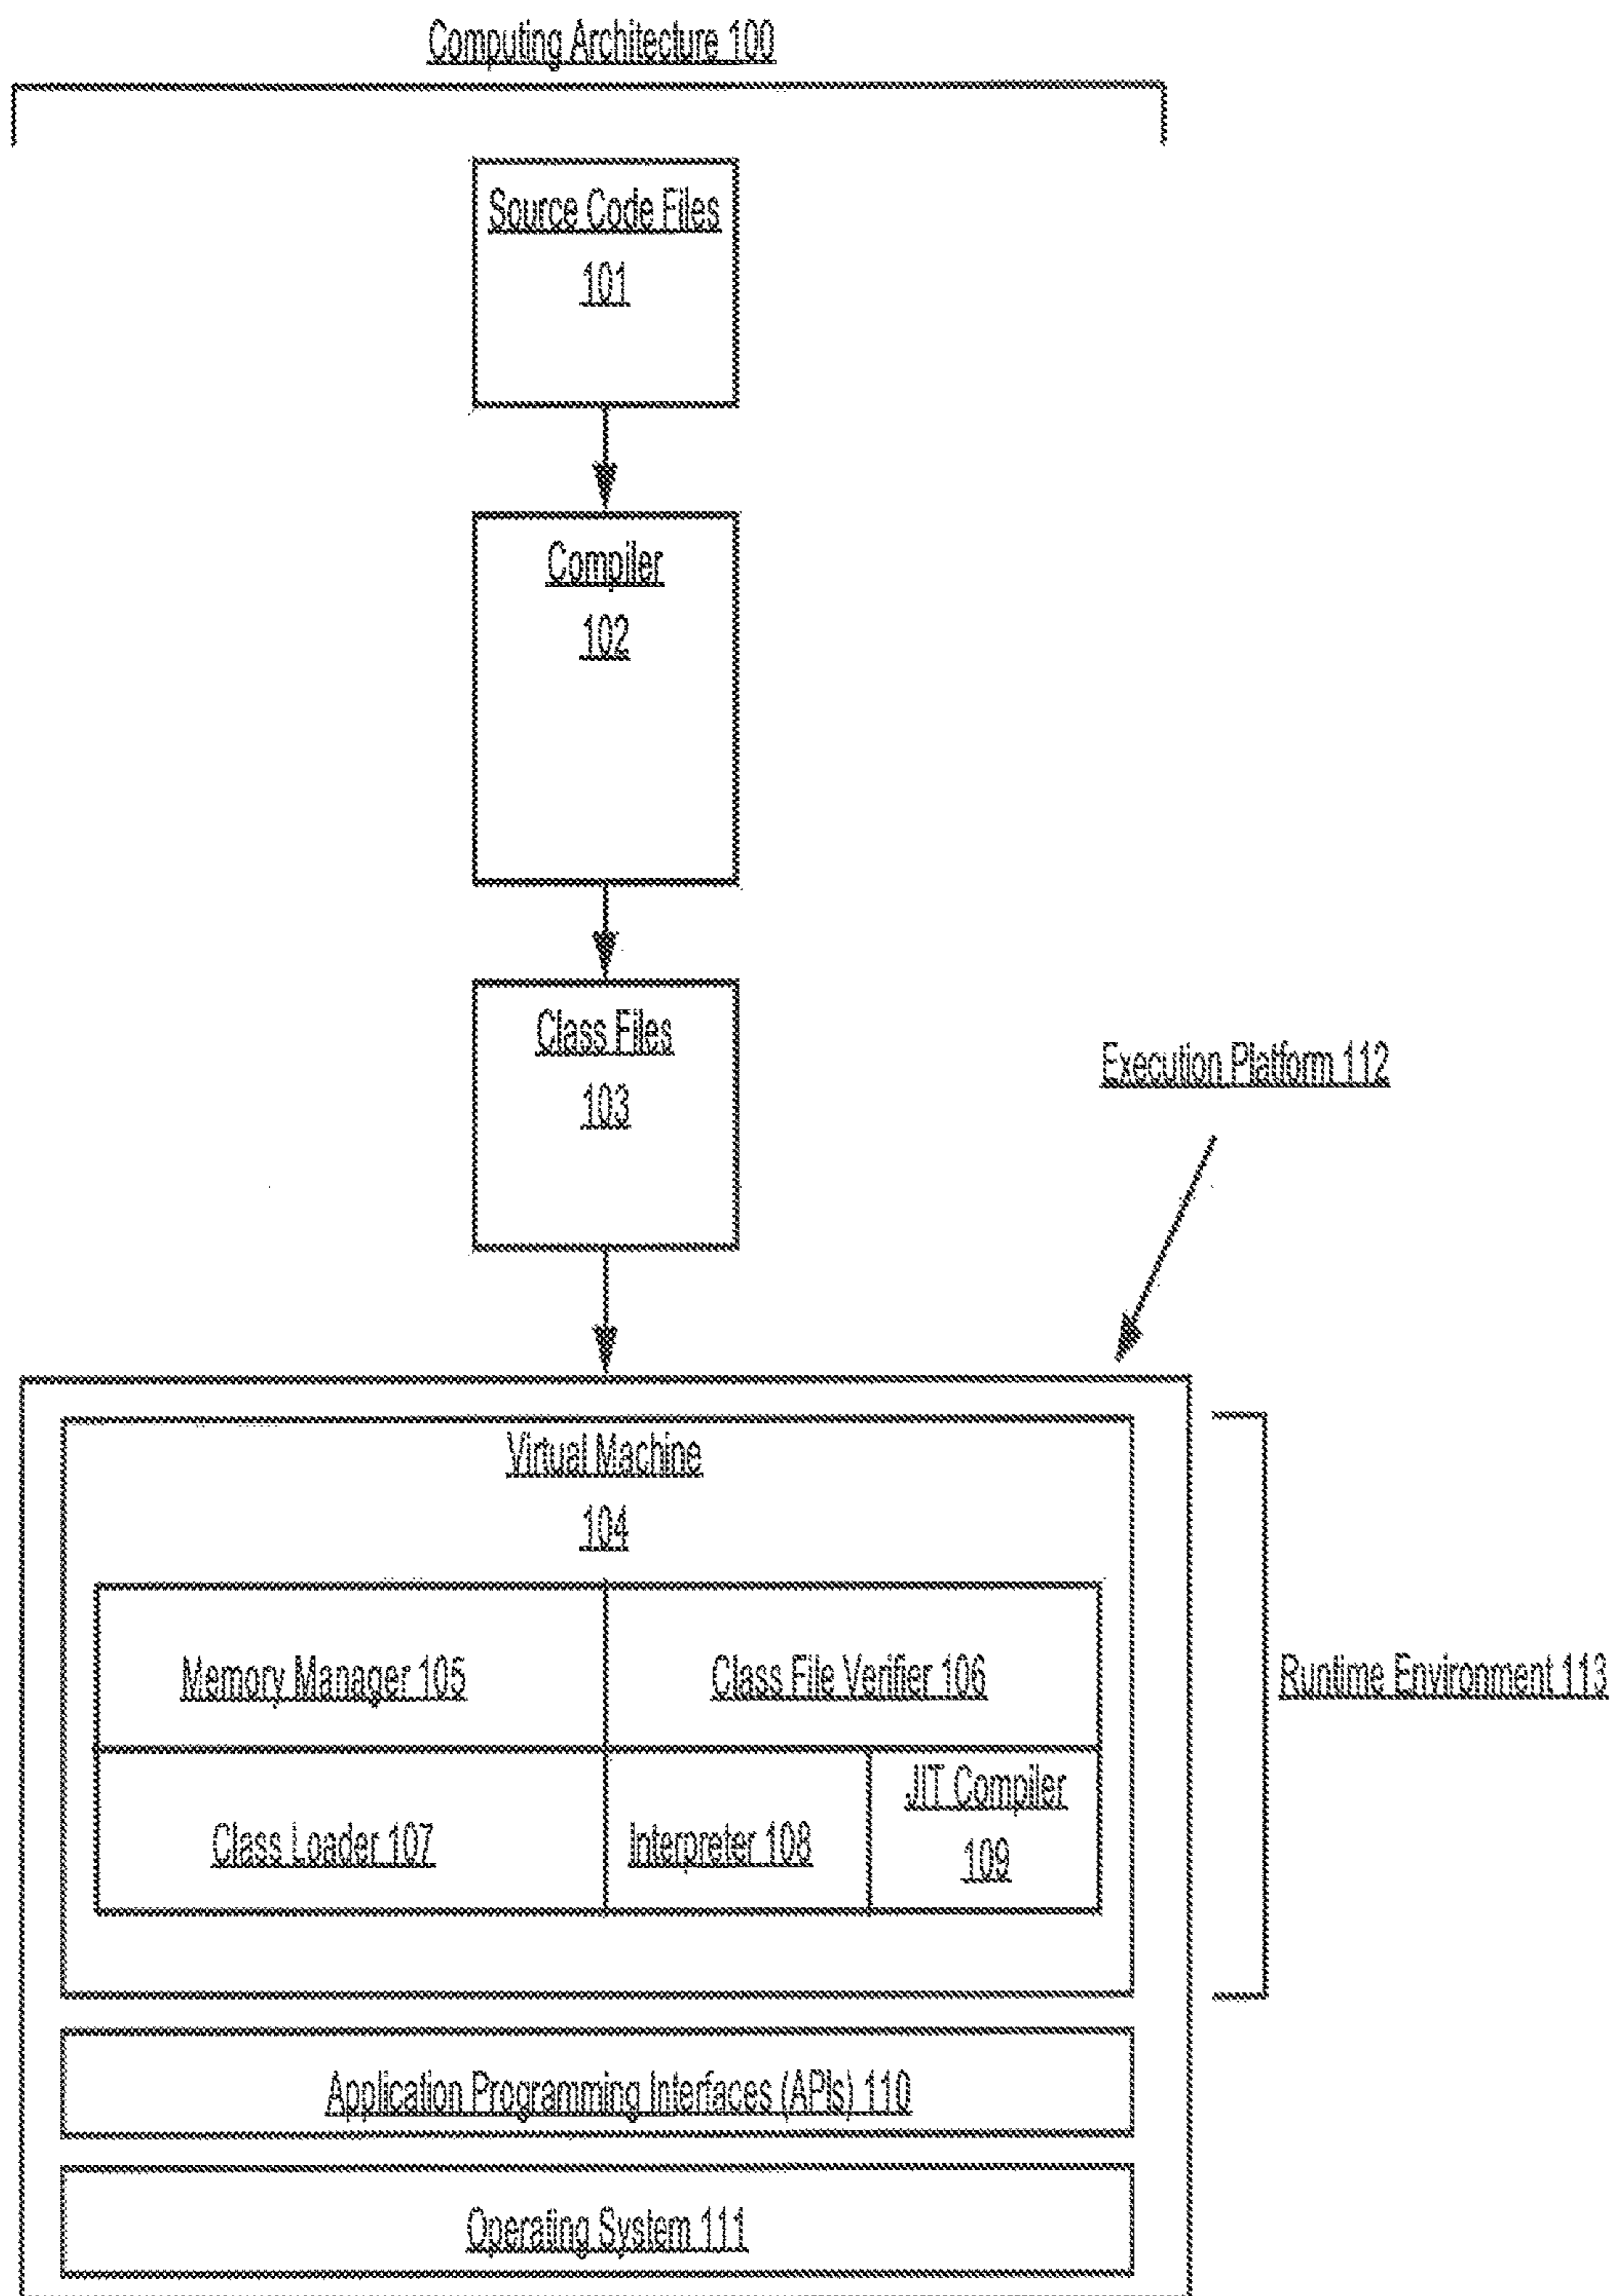 Computing Architecture 100
Source Code Files
101
Compiler
102
Class Files
103
Execution Platform 112
Virtual Machine
104
Memory Manager 105
Class File Verifier 106
Runtime Environment 113
Class Loader 107
Interpreter 108
JIT Compiler
109
Application Programming Interfaces (APIs) 110
Operating System 111